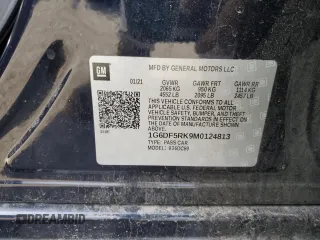 GM
MFD BY GENERAL MOTORS LLC
01/21 GVWR GAWR FRT GAWR RR
2065 KG 950 KG 1114 KG
4552 LB 2095 LB 2457 LB
THIS VEHICLE CONFORMS TO ALL APPLICABLE
U.S. FEDERAL MOTOR VEHICLE
SAFETY, BUMPER, AND THEFT
PREVENTION STANDARDS IN EFFECT ON
THE DATE OF MANUFACTURE SHOWN ABOVE.
1G6DF5RK9M0124813
TYPE: PASS CAR
MODEL: 6DC69
© AUTOBIDMASTER